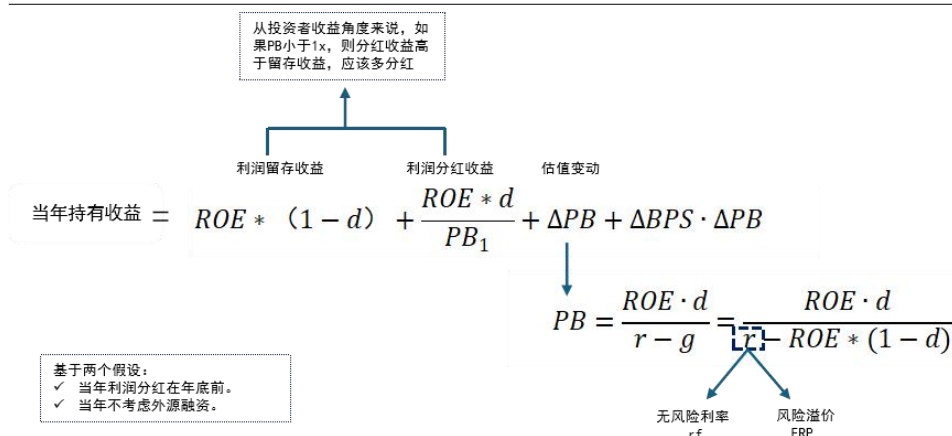 从投资者收益角度来说，如
果PB小于1x，则分红收益高
于留存收益，应该多分红
利润留存收益 利润分红收益 估值变动
当年持有收益 = ROE * （1 − d） + \frac{ROE * d}{PB_1} + ΔPB + ΔBPS · ΔPB
PB = \frac{ROE · d}{r − g} = \frac{ROE · d}{r − ROE * (1 − d)}
基于两个假设：
✓ 当年利润分红在年底前。
✓ 当年不考虑外源融资。
无风险利率 风险溢价
rf ERP